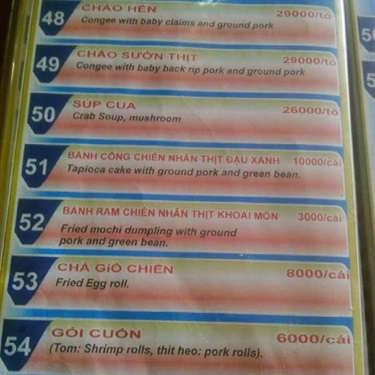 48 CHÁO HẾN 29000/tô
Congee with baby claims and ground pork
49 CHÁO SƯỜN THỊT 29000/tô
Congee with baby back rip pork and ground pork
50 SÚP CUA 26000/tô
Crab Soup, mushroom
51 BÁNH CỐNG CHIÊN NHÂN THỊT ĐẬU XANH 10000/cái
Tapioca cake with ground pork and green bean.
52 BÁNH RAM CHIÊN NHÂN THỊT KHOAI MÔN 3000/cái
Fried mochi dumpling with ground
pork and green bean.
53 CHẢ GIÒ CHIÊN 8000/cái
Fried Egg roll.
54 GỎI CUỐN 6000/cái
(Tom: Shrimp rolls, thit heo: pork rolls).